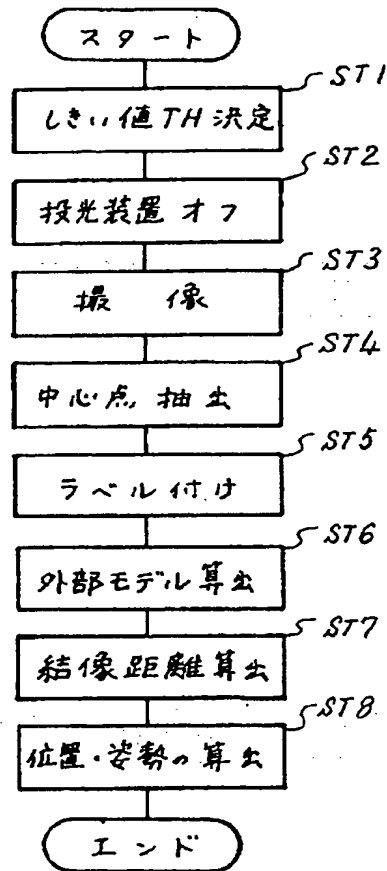 スタート
ST1
しきい値TH決定
ST2
投光装置オフ
ST3
撮 像
ST4
中心点抽出
ST5
ラベル付け
ST6
外部モデル算出
ST7
結像距離算出
ST8
位置・姿勢の算出
エンド